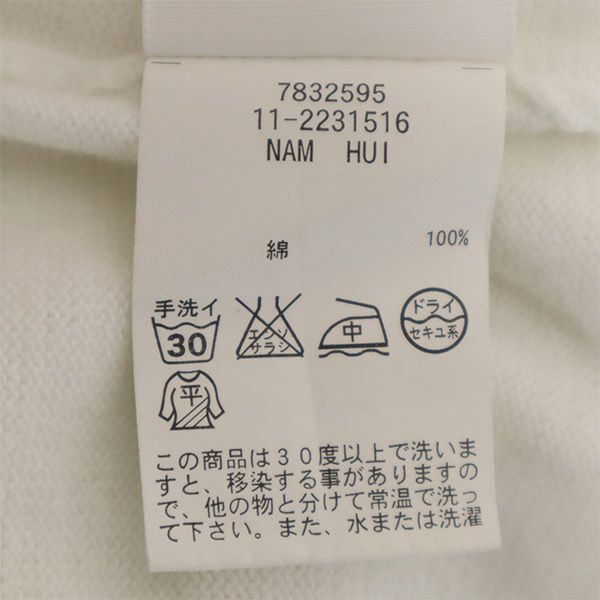 7832595
11-2231516
NAM HUI
綿 100%
手洗イ
30
エンソ
サラシ
中
ドライ
セキユ系
平
この商品は３０度以上で洗いま
すと、移染する事がありますの
で、他の物と分けて常温で洗っ
て下さい。また、水または洗濯